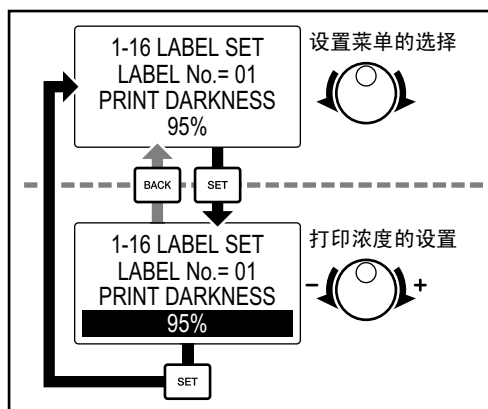 1-16 LABEL SET
LABEL No.= 01
PRINT DARKNESS
95%
设置菜单的选择
BACK
SET
1-16 LABEL SET
LABEL No.= 01
PRINT DARKNESS
95%
打印浓度的设置
- +
SET